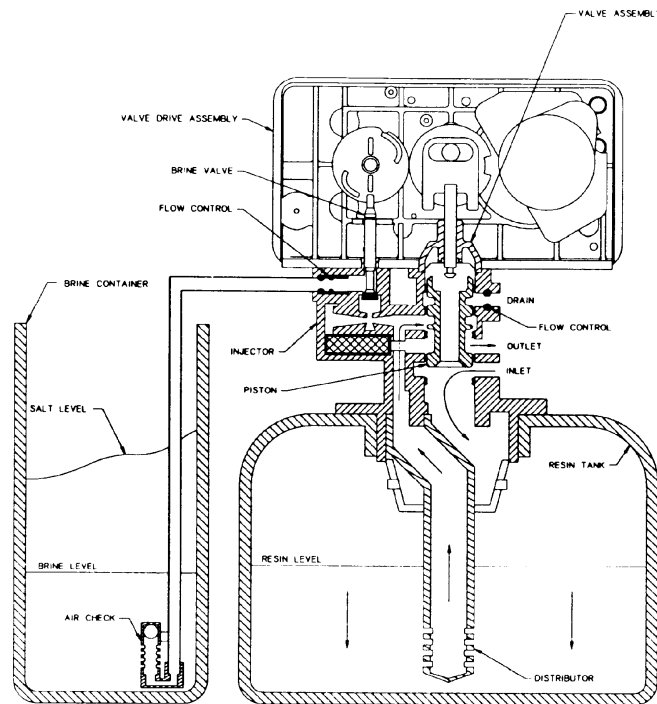 VALVE ASSEMBLY
VALVE DRIVE ASSEMBLY
BRINE VALVE
FLOW CONTROL
BRINE CONTAINER
DRAIN
FLOW CONTROL
INJECTOR
OUTLET
INLET
PISTON
SALT LEVEL
RESIN TANK
BRINE LEVEL
RESIN LEVEL
AIR CHECK
DISTRIBUTOR